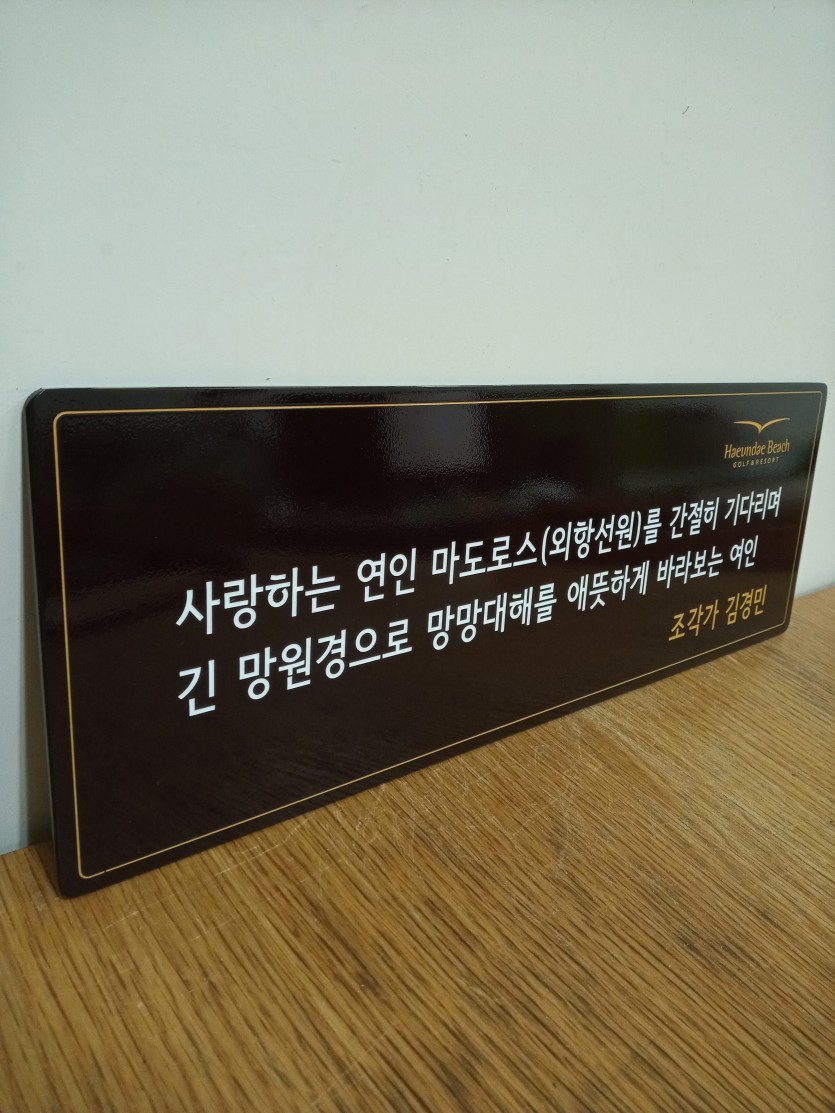 Haeundae Beach
GOLF & RESORT
사랑하는 연인 마도로스(외항선원)를 간절히 기다리며
긴 망원경으로 망망대해를 애뜻하게 바라보는 여인
조각가 김경민